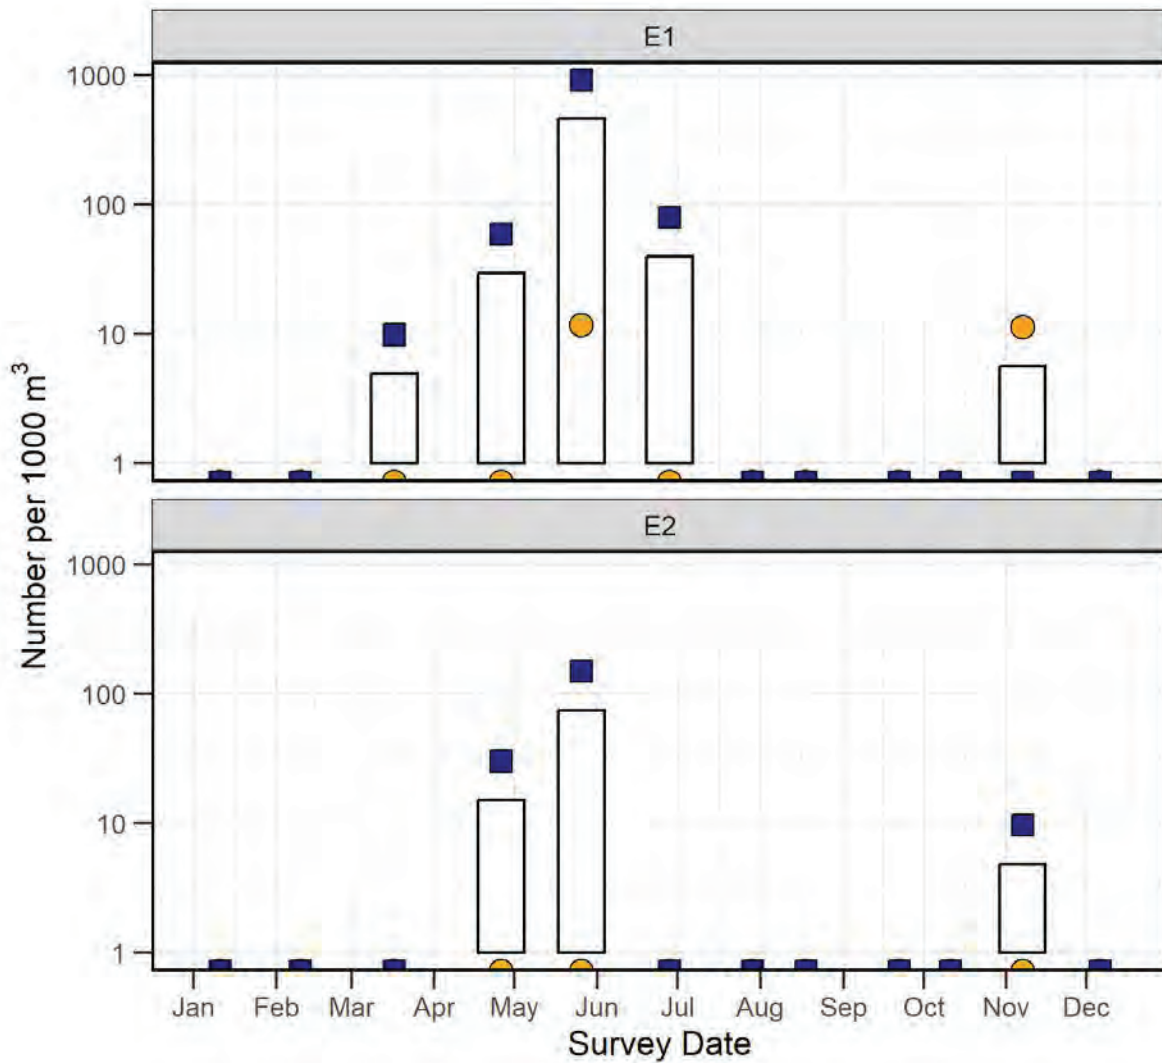 E1
1000
100
10
1
E2
1000
100
10
1
Number per 1000 m³
Jan Feb Mar Apr May Jun Jul Aug Sep Oct Nov Dec
Survey Date